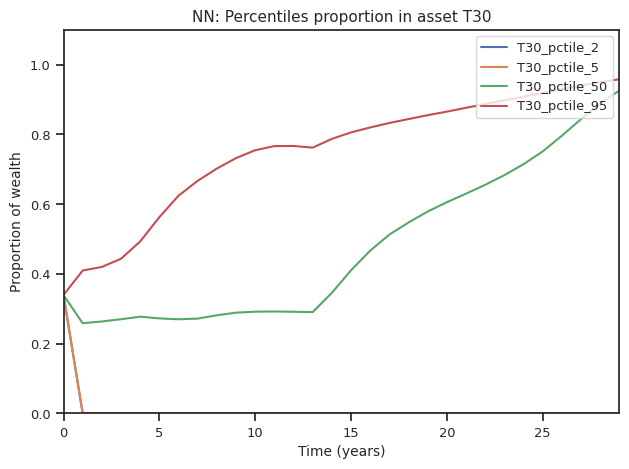 NN: Percentiles proportion in asset T30
T30_pctile_2
T30_pctile_5
T30_pctile_50
T30_pctile_95
Proportion of wealth
1.0
0.8
0.6
0.4
0.2
0.0
0 5 10 15 20 25
Time (years)